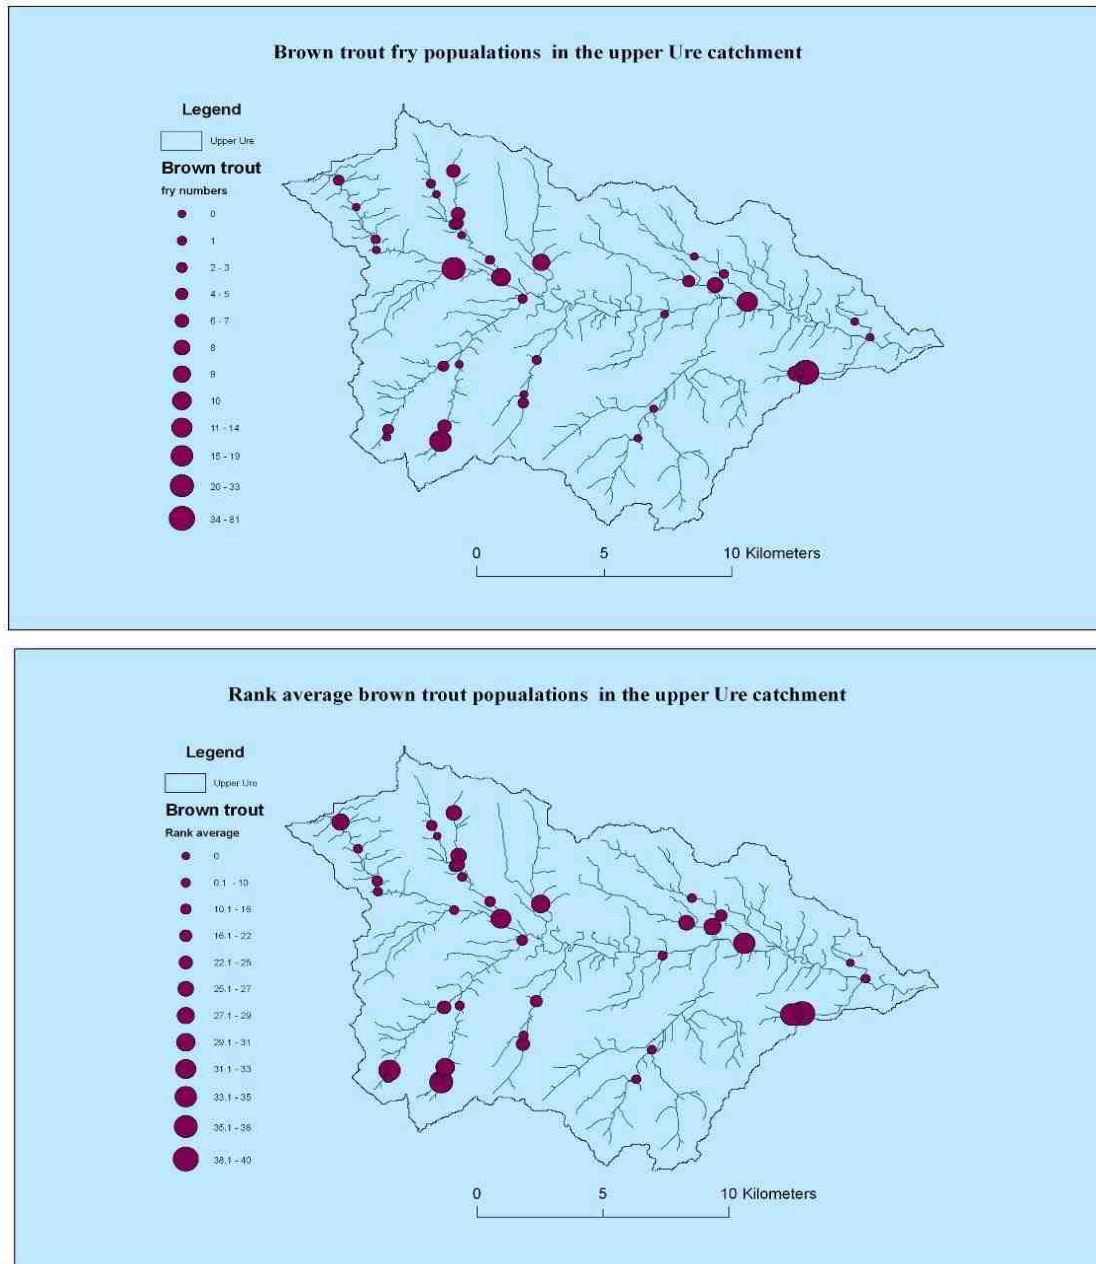 Brown trout fry popualations in the upper Ure catchment
Legend
Upper Ure
Brown trout
fry numbers
0
1
2 - 3
4 - 5
6 - 7
8
9
10
11 - 14
15 - 19
20 - 33
34 - 81
0 5 10 Kilometers
Rank average brown trout popualations in the upper Ure catchment
Legend
Upper Ure
Brown trout
Rank average
0
0.1 - 10
10.1 - 16
16.1 - 22
22.1 - 25
25.1 - 27
27.1 - 29
29.1 - 31
31.1 - 33
33.1 - 35
35.1 - 38
38.1 - 40
0 5 10 Kilometers